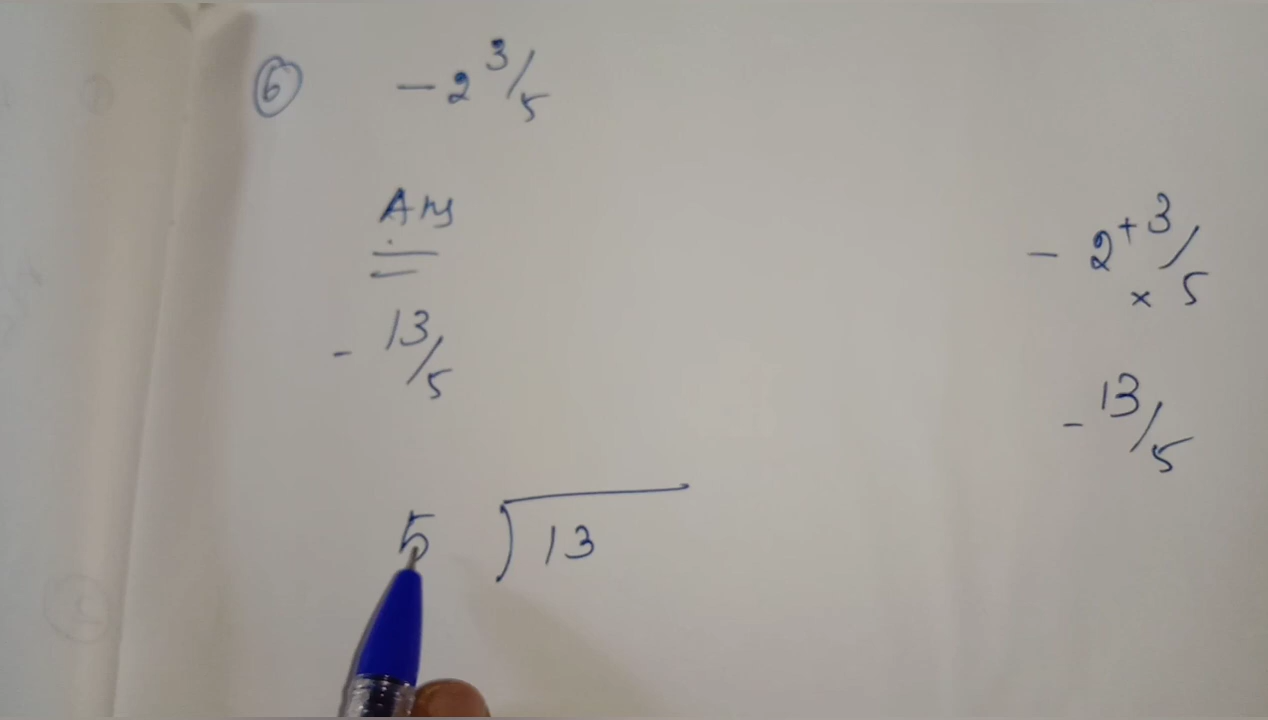 6 - 2 3/5
Ans
- 13/5
5 ) 13
- 2 + 3/5
×
- 13/5